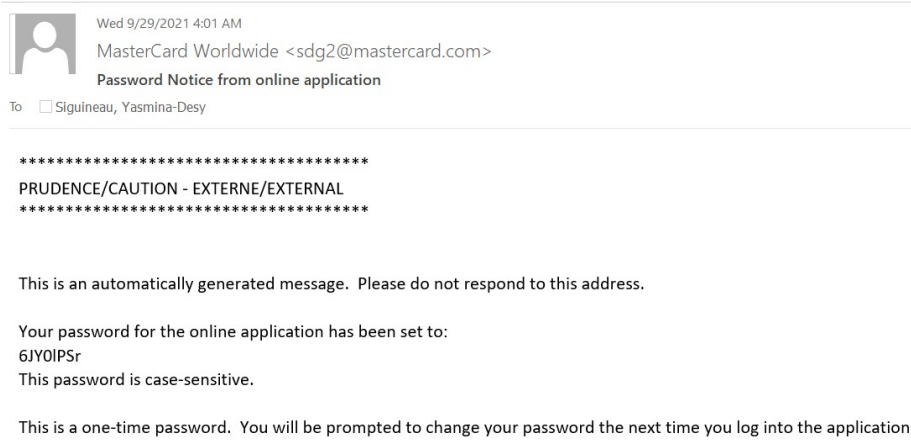 Wed 9/29/2021 4:01 AM
MasterCard Worldwide <sdg2@mastercard.com>
Password Notice from online application
To Siguineau, Yasmina-Desy
**************************************
PRUDENCE/CAUTION - EXTERNE/EXTERNAL
**************************************
This is an automatically generated message. Please do not respond to this address.
Your password for the online application has been set to:
6JY0lPSr
This password is case-sensitive.
This is a one-time password. You will be prompted to change your password the next time you log into the application